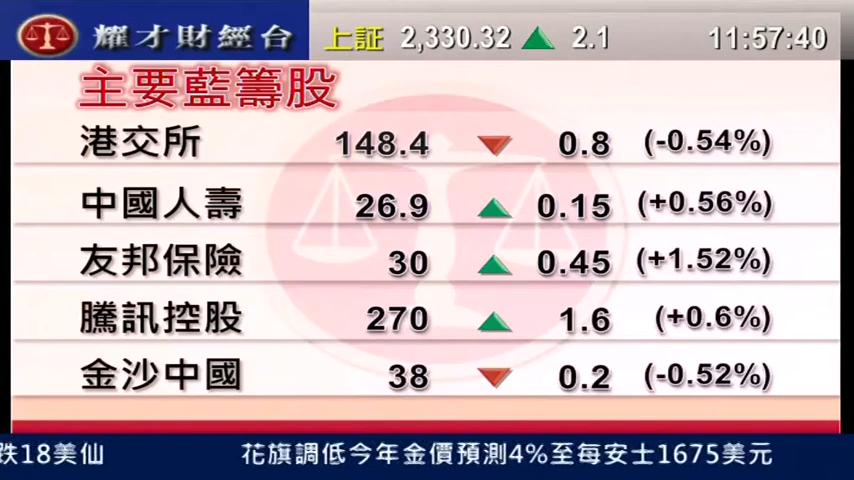 耀才財經台 上証 2,330.32 ▲ 2.1 11:57:40
主要藍籌股
港交所 148.4 ▼ 0.8 (-0.54%)
中國人壽 26.9 ▲ 0.15 (+0.56%)
友邦保險 30 ▲ 0.45 (+1.52%)
騰訊控股 270 ▲ 1.6 (+0.6%)
金沙中國 38 ▼ 0.2 (-0.52%)
跌18美仙 花旗調低今年金價預測4%至每安士1675美元